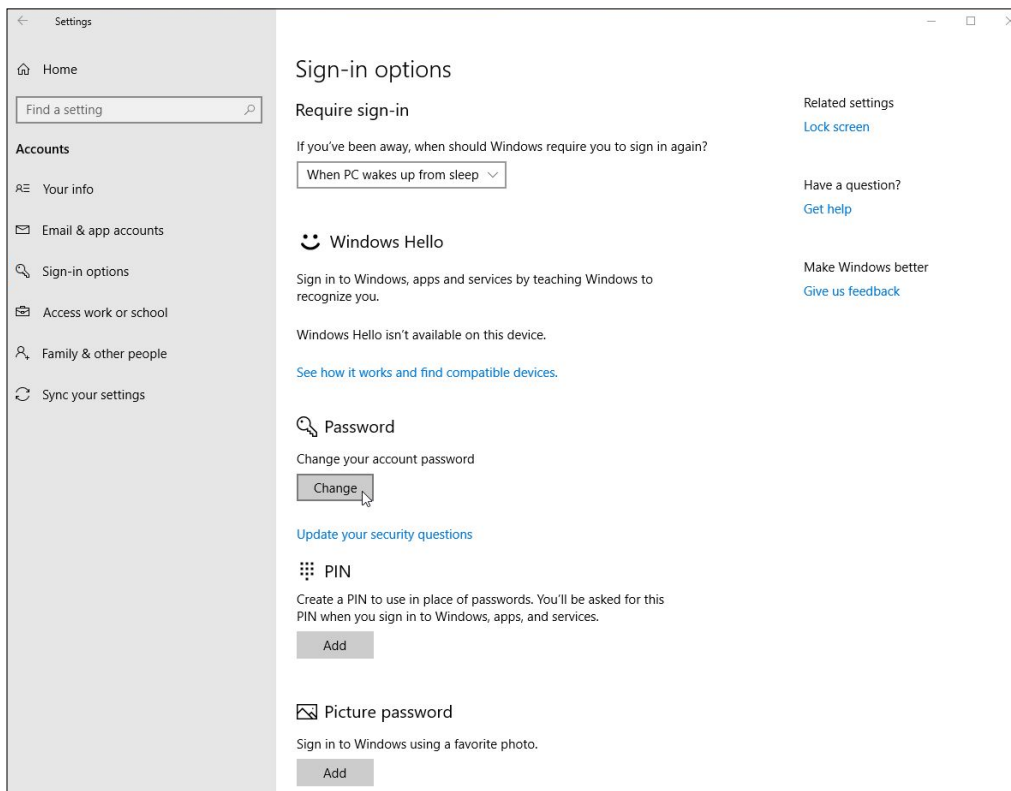 Settings
Home
Find a setting
Accounts
Your info
Email & app accounts
Sign-in options
Access work or school
Family & other people
Sync your settings
Sign-in options
Require sign-in
If you've been away, when should Windows require you to sign in again?
When PC wakes up from sleep
Windows Hello
Sign in to Windows, apps and services by teaching Windows to
recognize you.
Windows Hello isn't available on this device.
See how it works and find compatible devices.
Password
Change your account password
Change
Update your security questions
PIN
Create a PIN to use in place of passwords. You'll be asked for this
PIN when you sign in to Windows, apps, and services.
Add
Picture password
Sign in to Windows using a favorite photo.
Add
Related settings
Lock screen
Have a question?
Get help
Make Windows better
Give us feedback